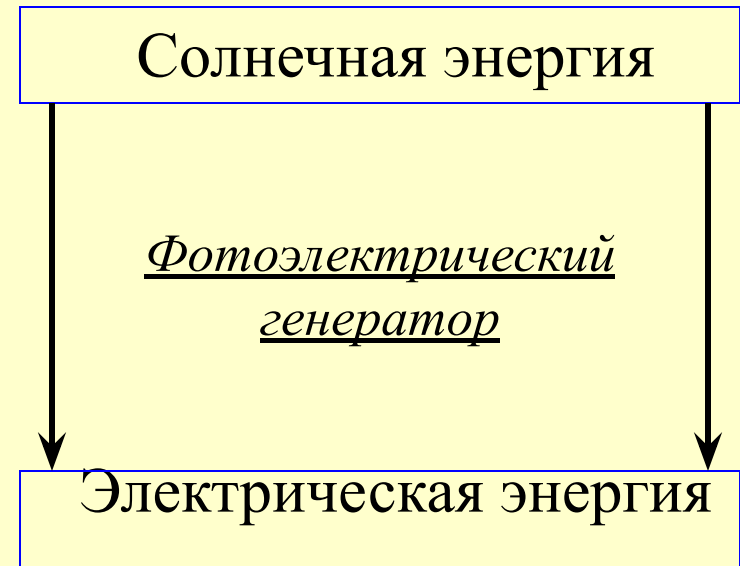 Солнечная энергия
Фотоэлектрический
генератор
Электрическая энергия